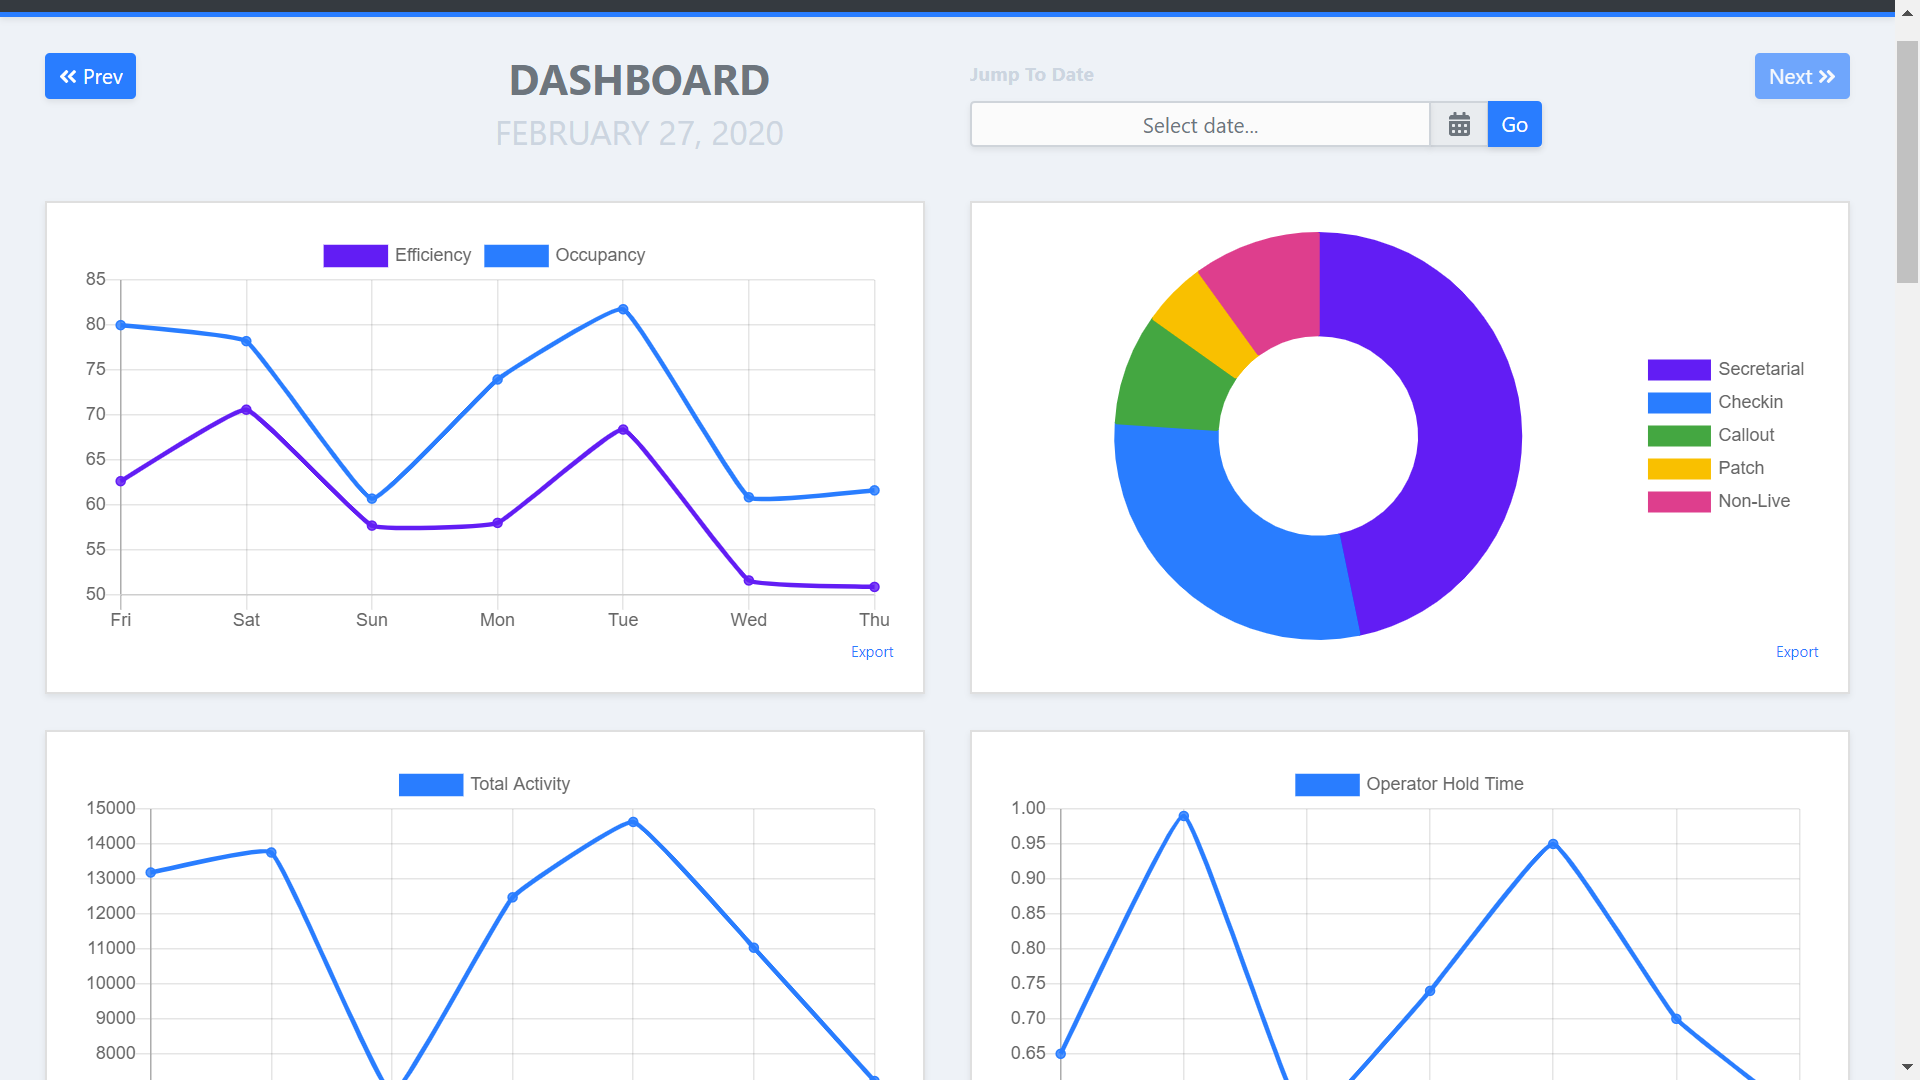 Prev
DASHBOARD
FEBRUARY 27, 2020
Jump To Date
Select date...
Go
Next
Efficiency Occupancy
85
80
75
70
65
60
55
50
Fri Sat Sun Mon Tue Wed Thu
Export
Secretarial
Checkin
Callout
Patch
Non-Live
Export
Total Activity
15000
14000
13000
12000
11000
10000
9000
8000
Operator Hold Time
1.00
0.95
0.90
0.85
0.80
0.75
0.70
0.65